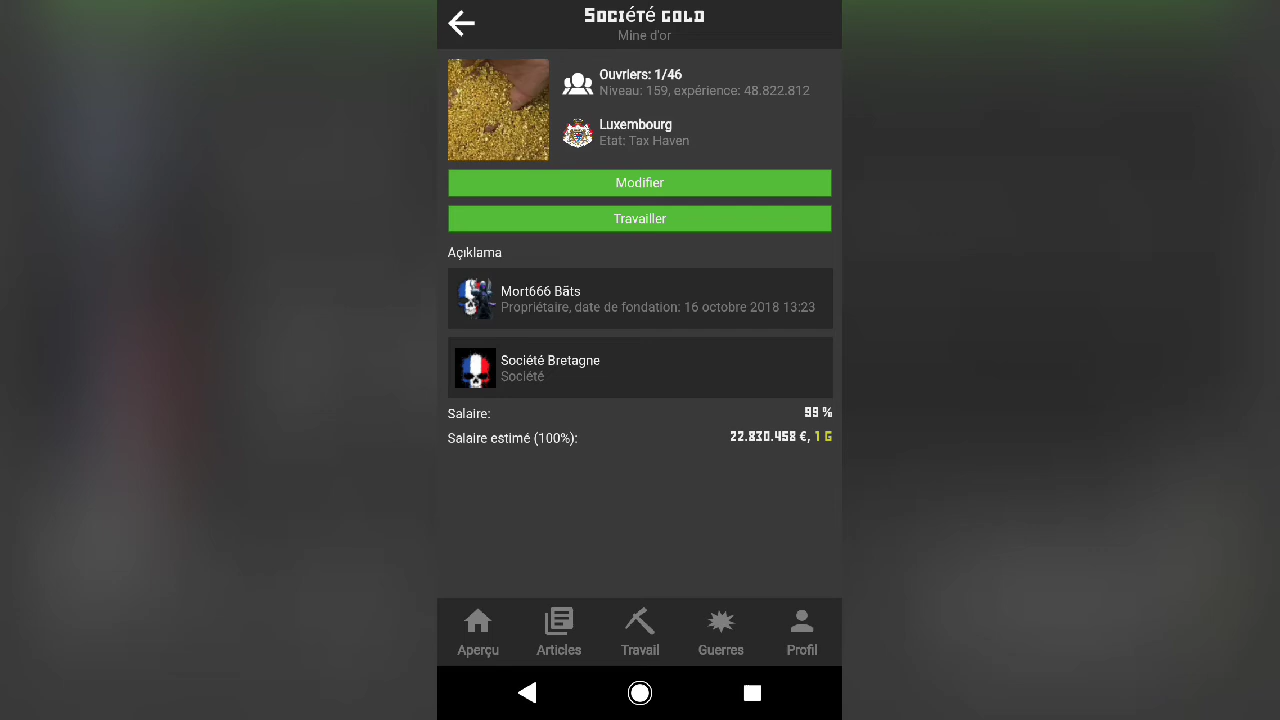 Société gold
Mine d'or
Ouvriers: 1/46
Niveau: 159, expérience: 48.822.812
Luxembourg
Etat: Tax Haven
Modifier
Travailler
Açıklama
Mort666 Bāts
Propriétaire, date de fondation: 16 octobre 2018 13:23
Société Bretagne
Société
Salaire: 99 %
Salaire estimé (100%): 22.830.458 €, 1 G
Aperçu Articles Travail Guerres Profil